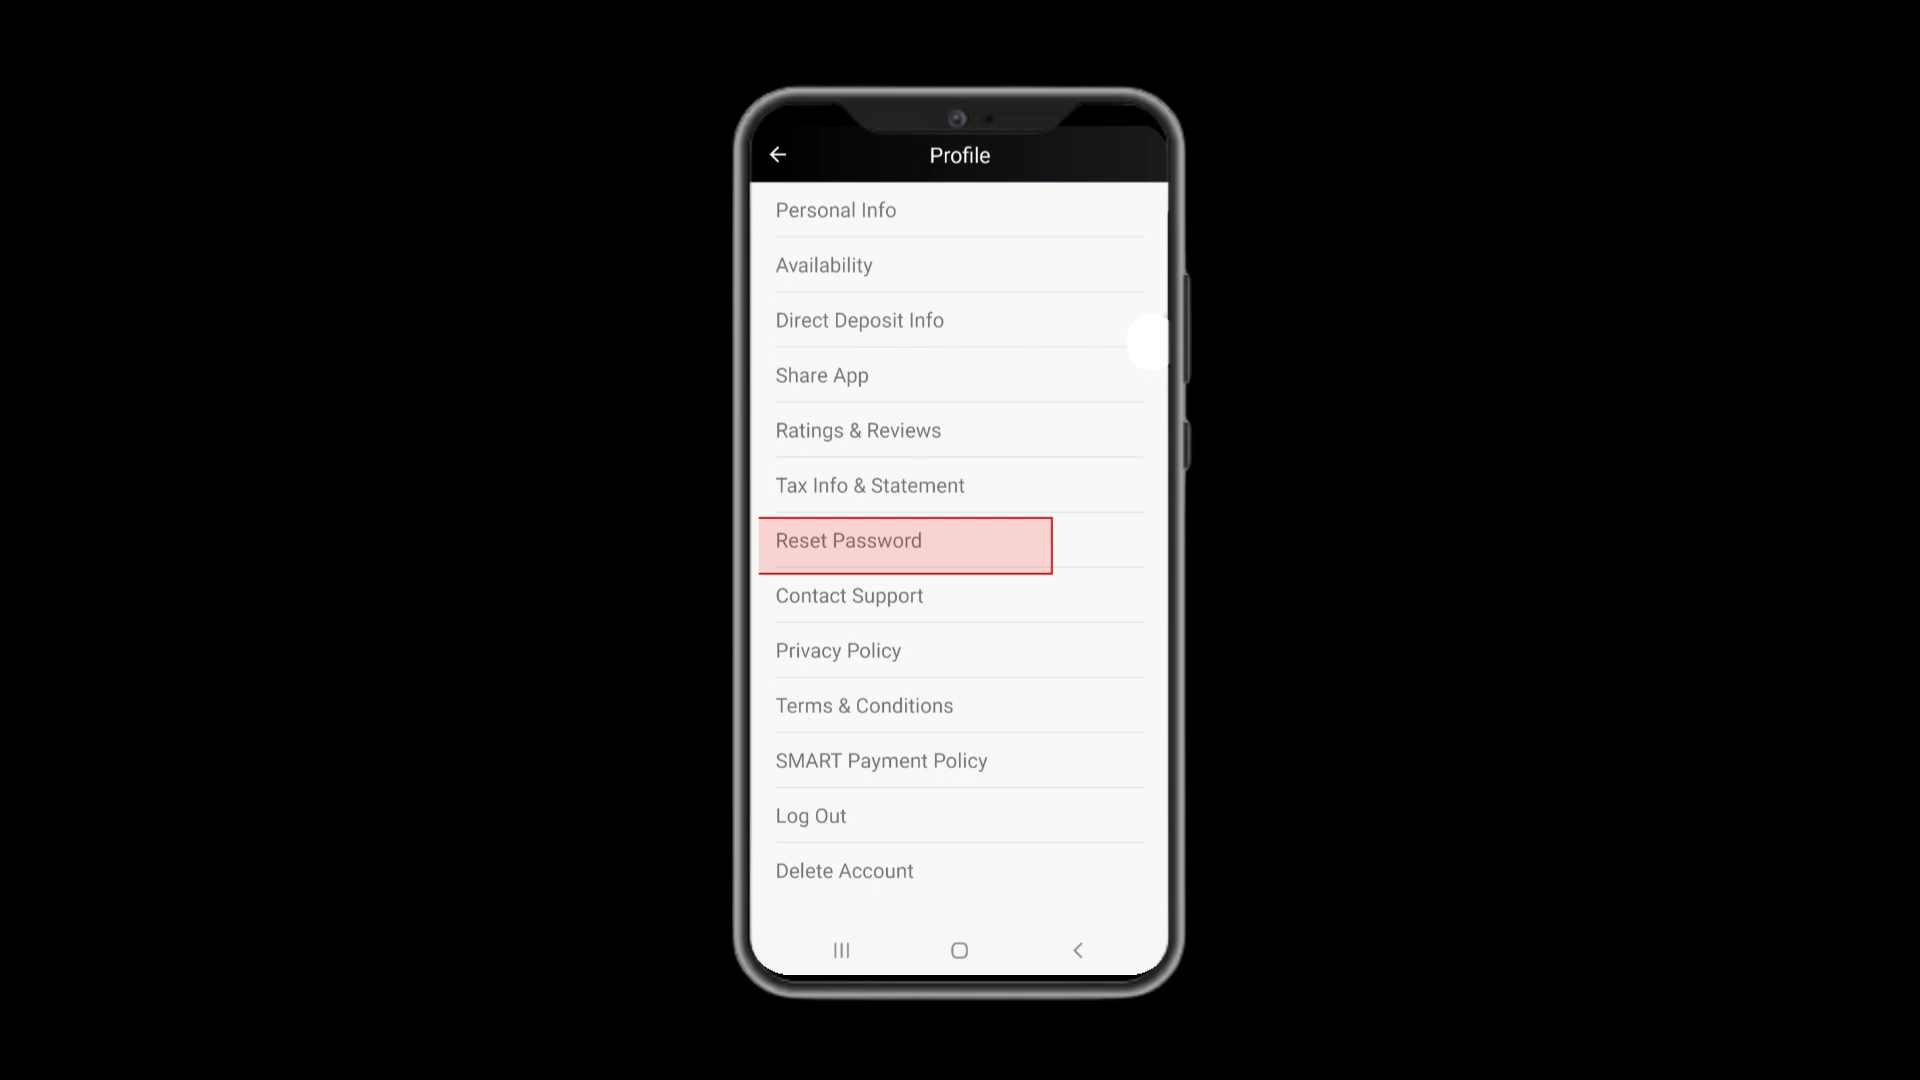 Profile
Personal Info
Availability
Direct Deposit Info
Share App
Ratings & Reviews
Tax Info & Statement
Reset Password
Contact Support
Privacy Policy
Terms & Conditions
SMART Payment Policy
Log Out
Delete Account